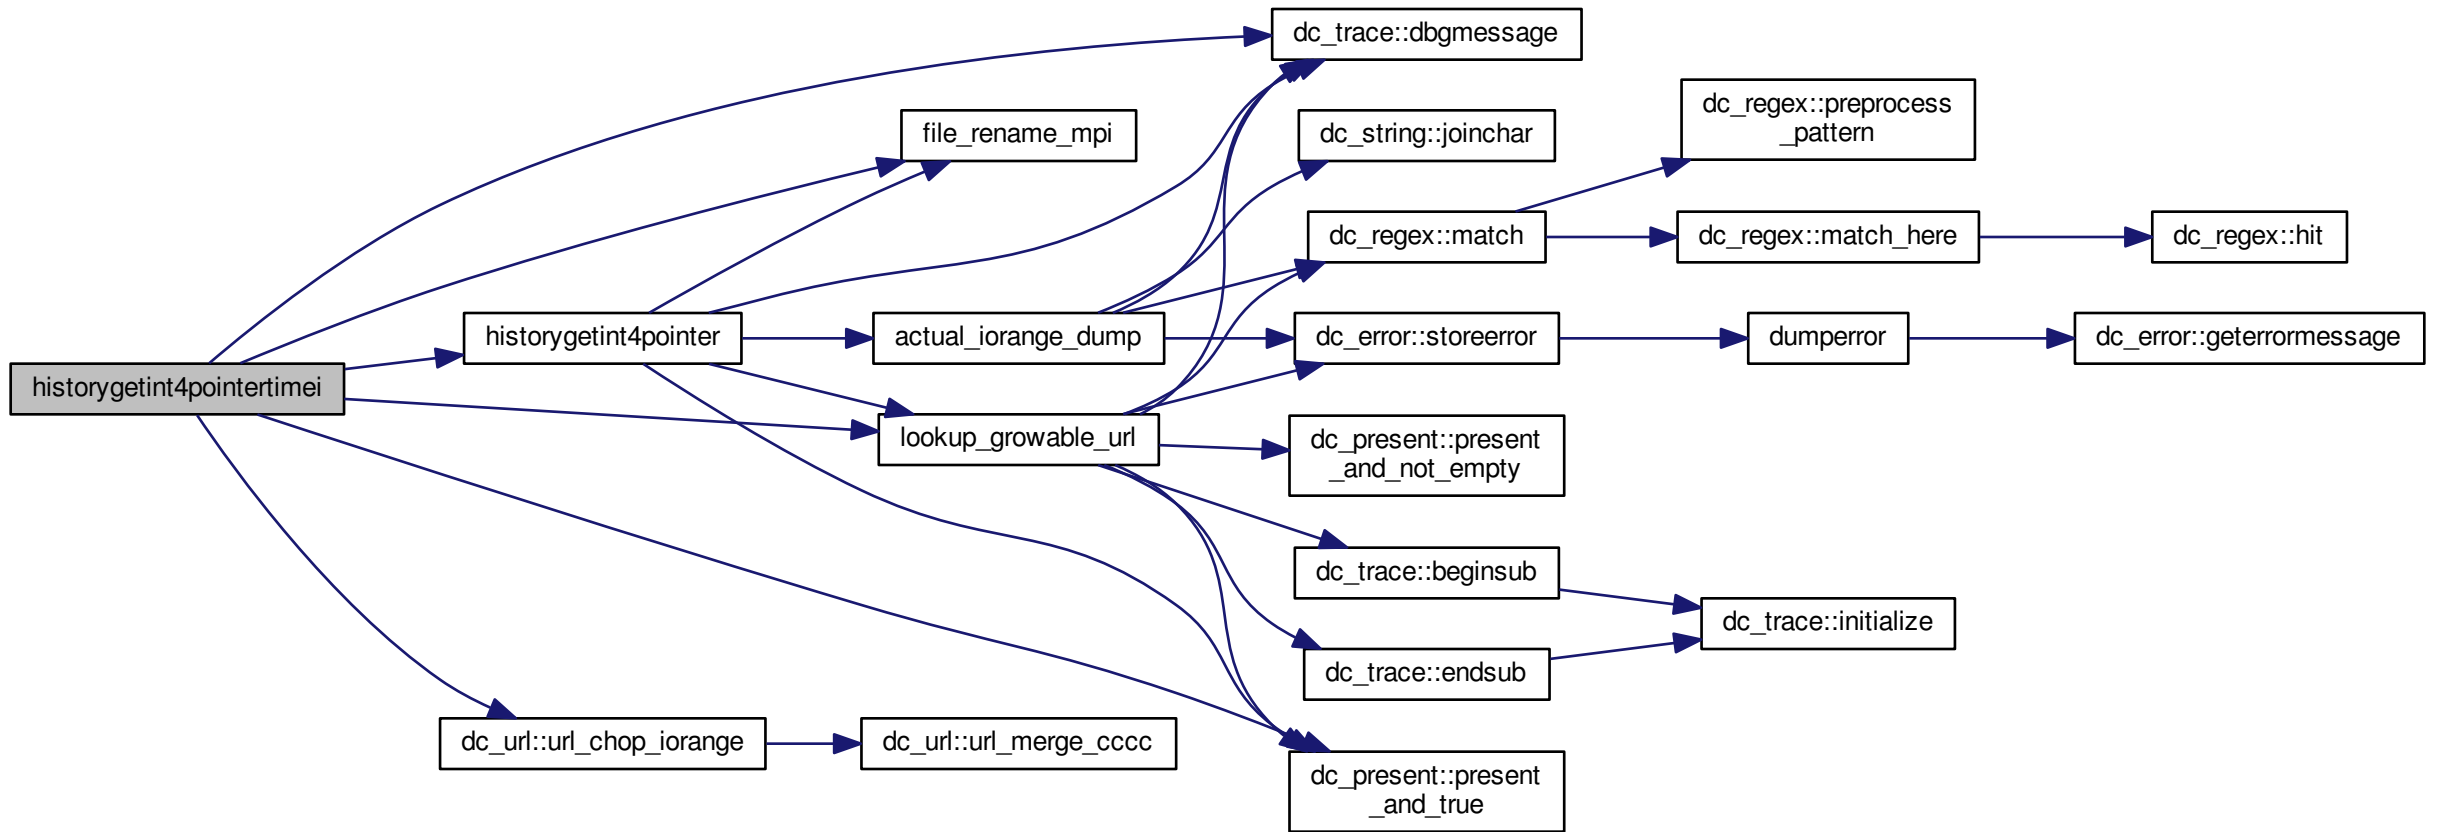 dc_trace::dbgmessage
dc_regex::preprocess
_pattern
file_rename_mpi
dc_string::joinchar
dc_regex::match
dc_regex::match_here
dc_regex::hit
historygetint4pointer
actual_iorange_dump
dc_error::storeerror
dumperror
dc_error::geterrormessage
historygetint4pointertimei
lookup_growable_url
dc_present::present
_and_not_empty
dc_trace::beginsub
dc_trace::initialize
dc_trace::endsub
dc_url::url_chop_iorange
dc_url::url_merge_cccc
dc_present::present
_and_true